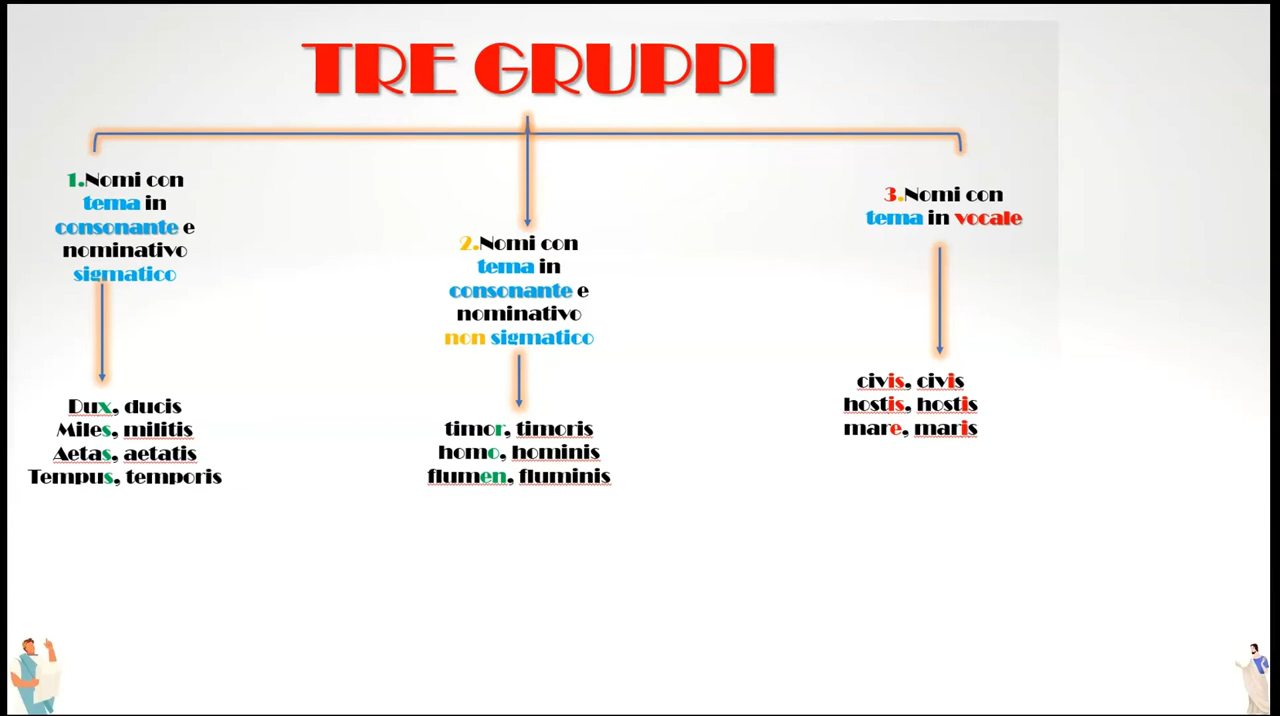 TRE GRUPPI
1.Nomi con
tema in
consonante e
nominativo
sigmatico
Dux, ducis
Miles, militis
Aetas, aetatis
Tempus, temporis
2.Nomi con
tema in
consonante e
nominativo
non sigmatico
timor, timoris
homo, hominis
flumen, fluminis
3.Nomi con
tema in vocale
civis, civis
hostis, hostis
mare, maris